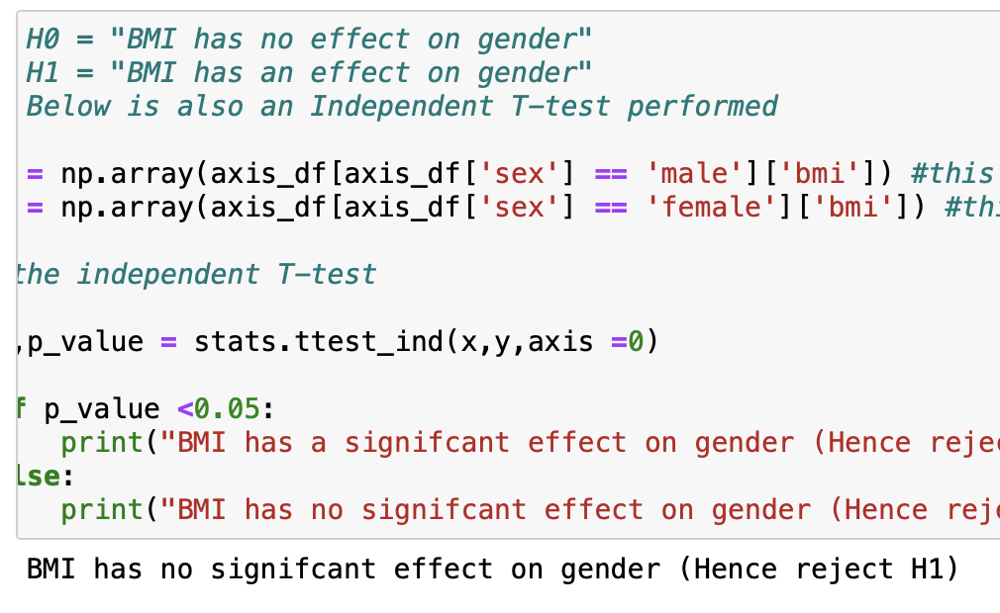 H0 = "BMI has no effect on gender"
H1 = "BMI has an effect on gender"
Below is also an Independent T-test performed
= np.array(axis_df[axis_df['sex'] == 'male']['bmi']) #this
= np.array(axis_df[axis_df['sex'] == 'female']['bmi']) #thi
the independent T-test
,p_value = stats.ttest_ind(x,y,axis =0)
f p_value <0.05:
print("BMI has a signifcant effect on gender (Hence rejec
lse:
print("BMI has no signifcant effect on gender (Hence reje
BMI has no signifcant effect on gender (Hence reject H1)